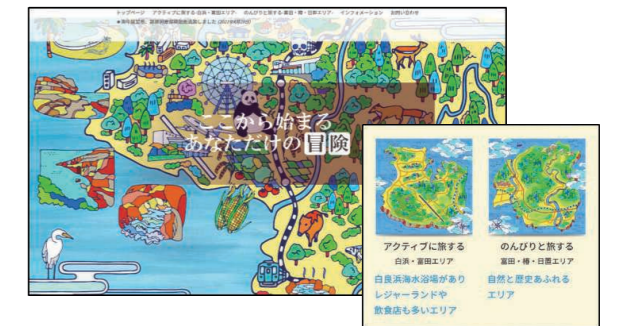 トップページ　アクティブに旅する-白浜・富田エリア-　のんびりと旅する-富田・椿・日置エリア-　インフォメーション　お問い合わせ
ここから始まる
あなただけの冒険
アクティブに旅する
白浜・富田エリア
白良浜海水浴場があり
レジャーランドや
飲食店も多いエリア
のんびりと旅する
富田・椿・日置エリア
自然と歴史あふれる
エリア